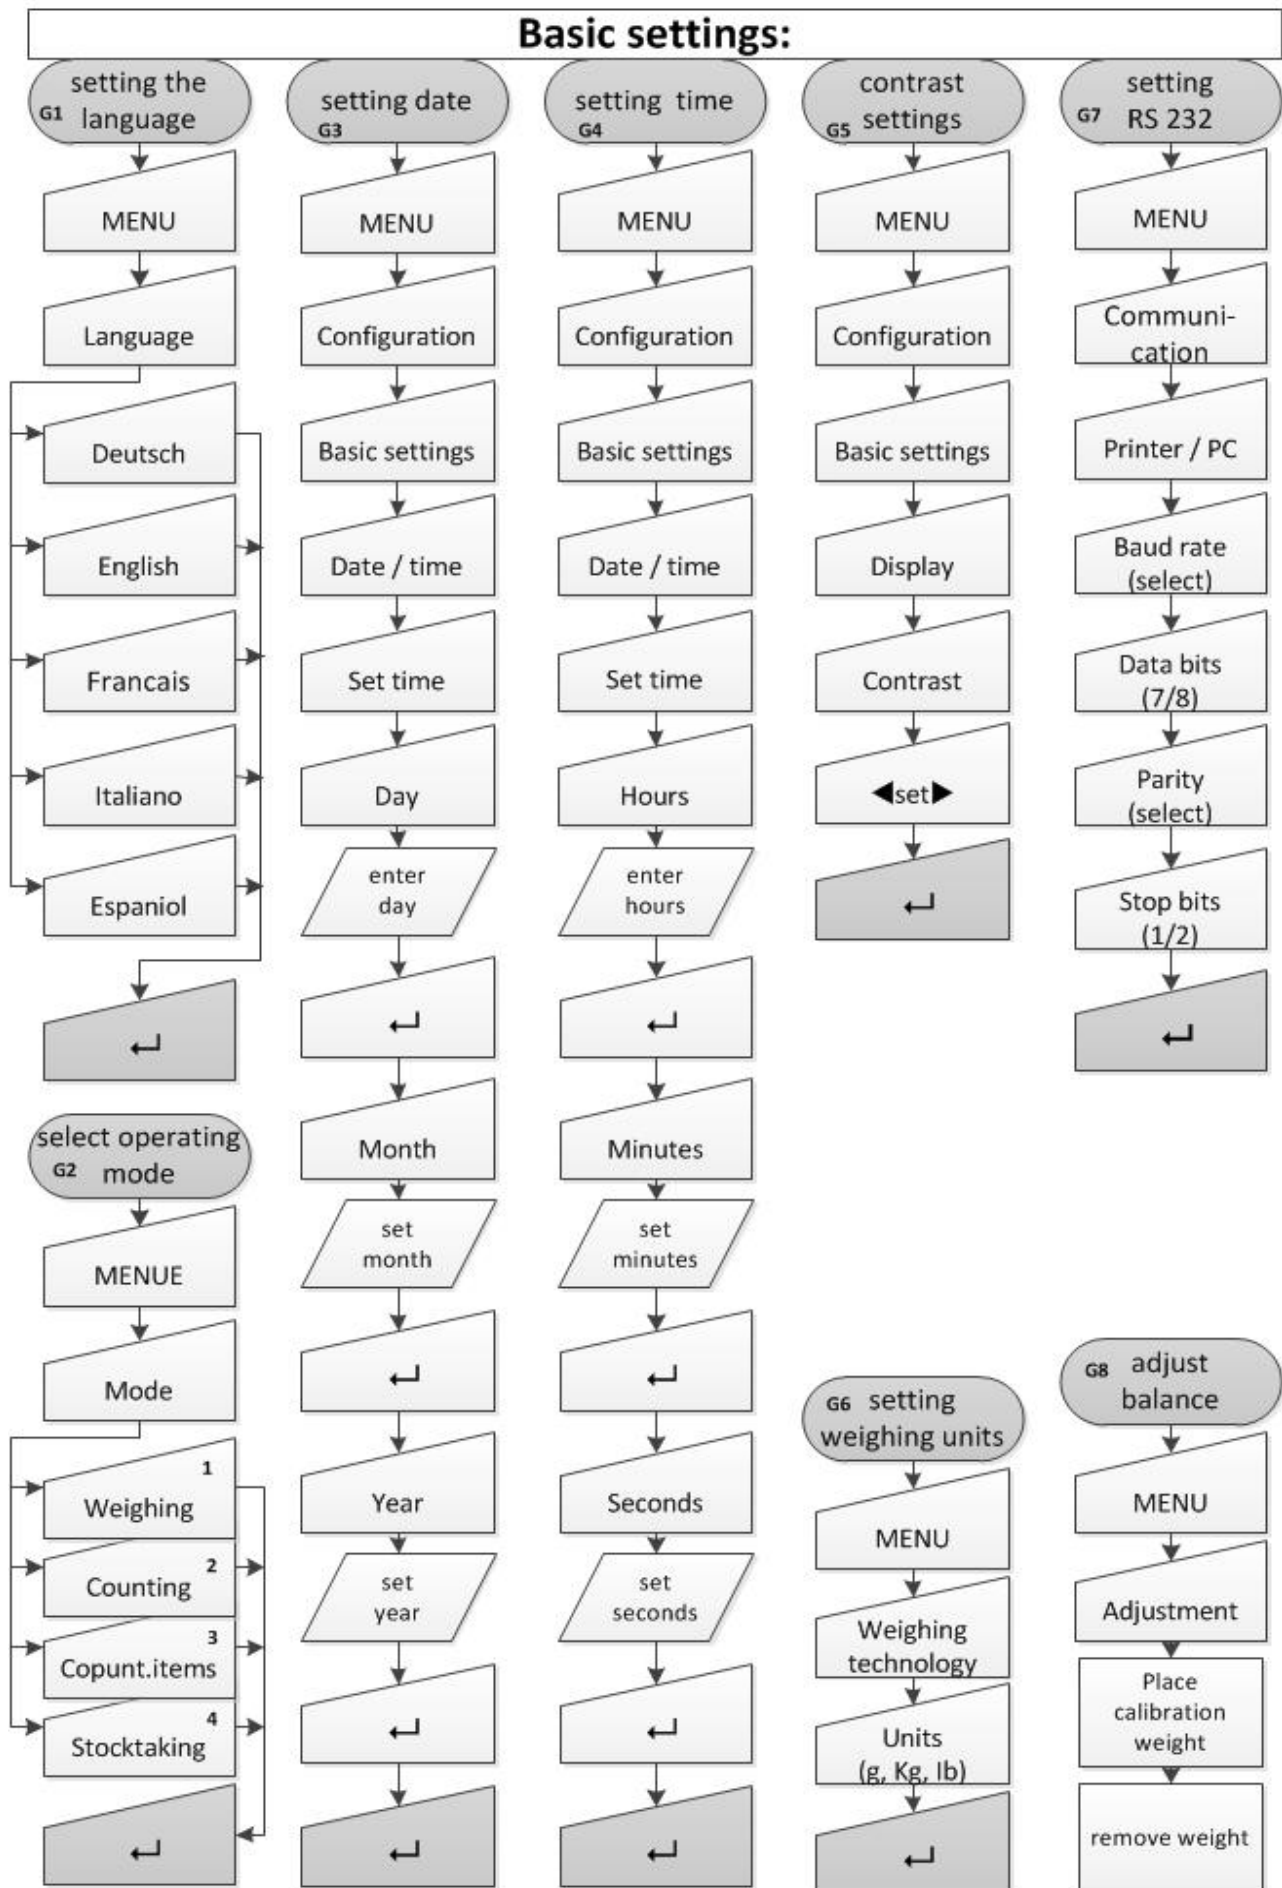 Basic settings:
setting the
G1 language
MENU
Language
Deutsch
English
Francais
Italiano
Espaniol
↵
select operating
G2 mode
MENUE
Mode
1
Weighing
2
Counting
3
Copunt.items
4
Stocktaking
↵
setting date
G3
MENU
Configuration
Basic settings
Date / time
Set time
Day
enter
day
↵
Month
set
month
↵
Year
set
year
↵
↵
setting time
G4
MENU
Configuration
Basic settings
Date / time
Set time
Hours
enter
hours
↵
Minutes
set
minutes
↵
Seconds
set
seconds
↵
↵
contrast
G5 settings
MENU
Configuration
Basic settings
Display
Contrast
◀set▶
↵
G6 setting
weighing units
MENU
Weighing
technology
Units
(g, Kg, Ib)
↵
setting
G7 RS 232
MENU
Communi-
cation
Printer / PC
Baud rate
(select)
Data bits
(7/8)
Parity
(select)
Stop bits
(1/2)
↵
G8 adjust
balance
MENU
Adjustment
Place
calibration
weight
remove weight